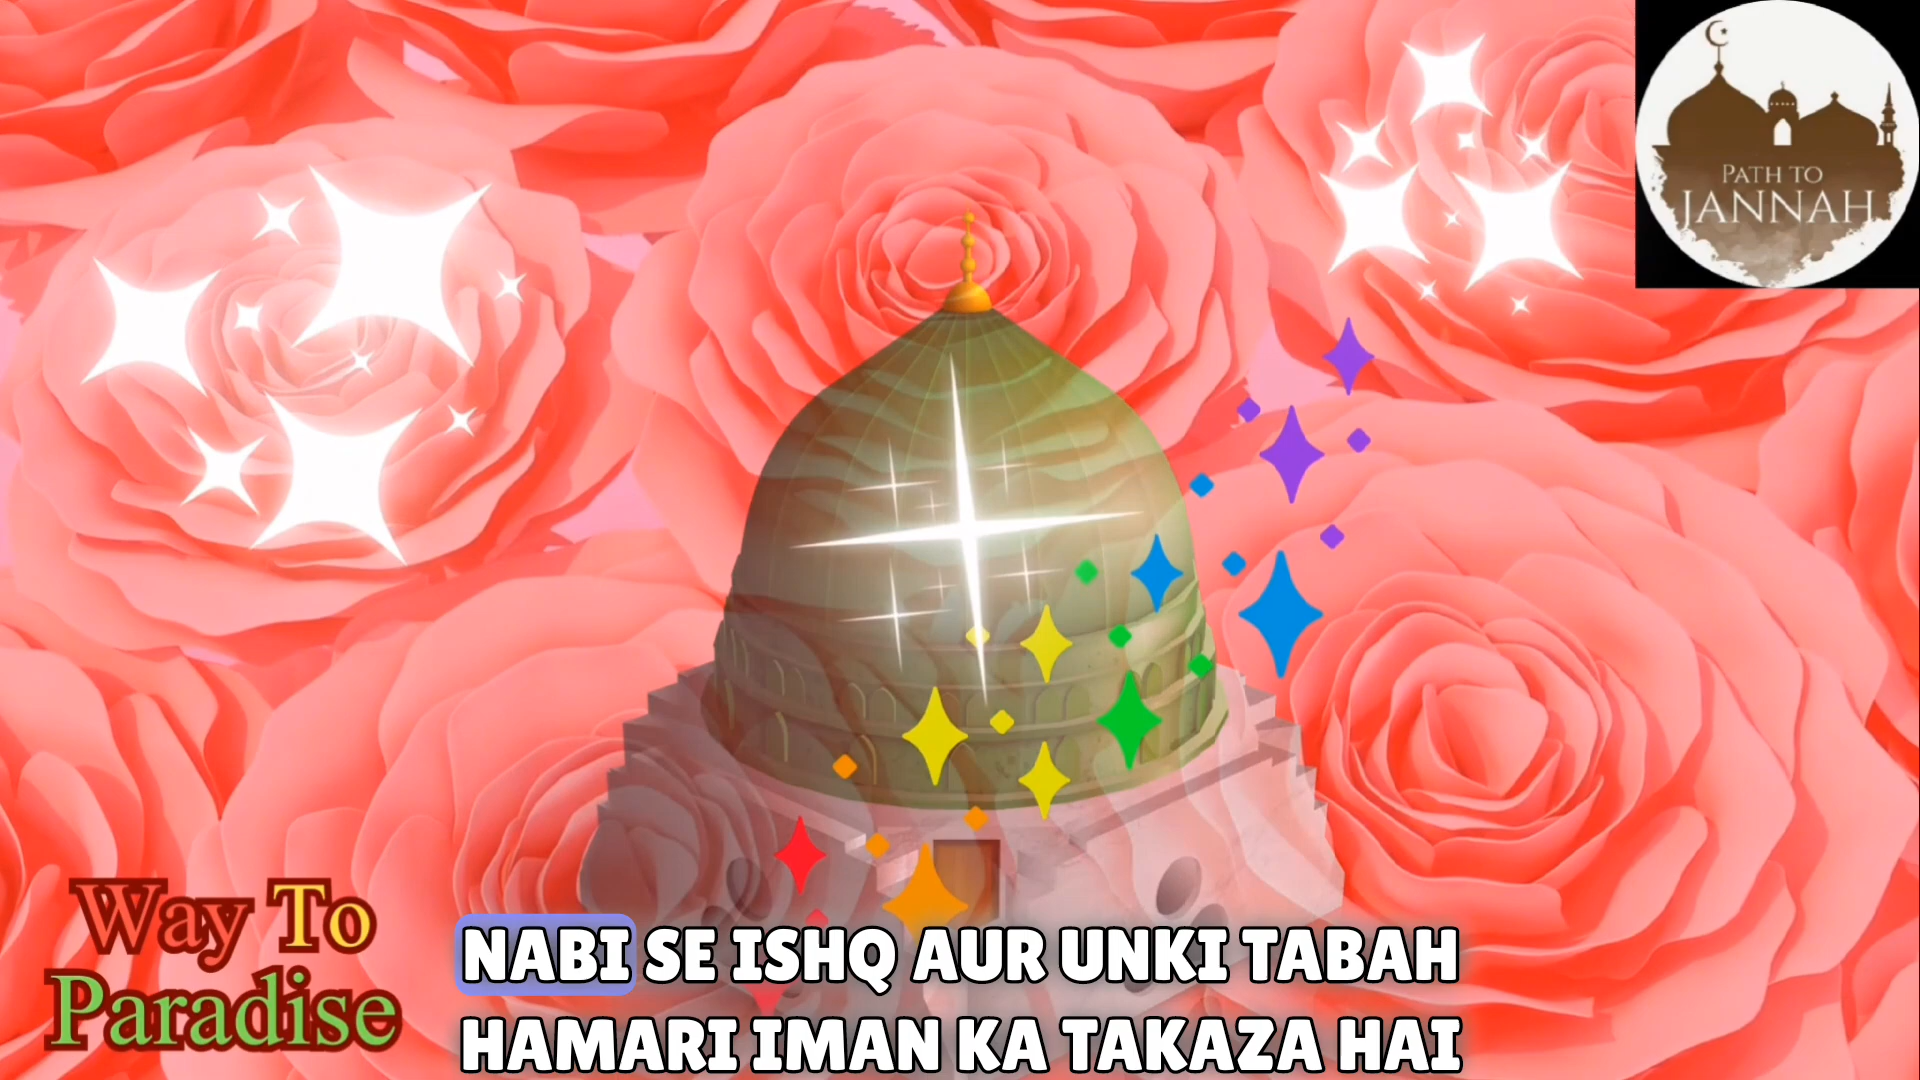 PATH TO
JANNAH
Way To
Paradise
NABI SE ISHQ AUR UNKI TABAH
HAMARI IMAN KA TAKAZA HAI